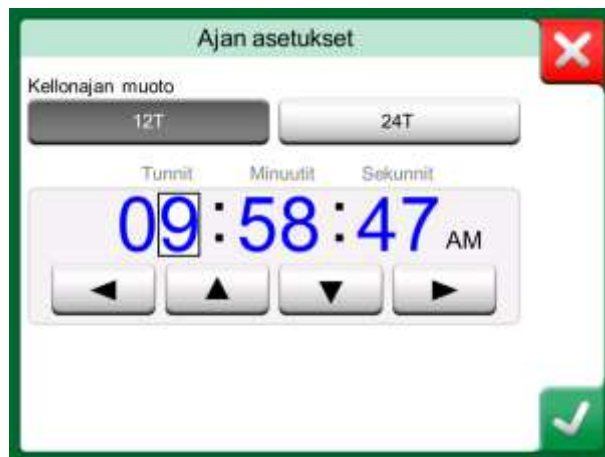 Ajan asetukset
Kellonajan muoto
12T 24T
Tunnit Minuutit Sekunnit
09:58:47 AM